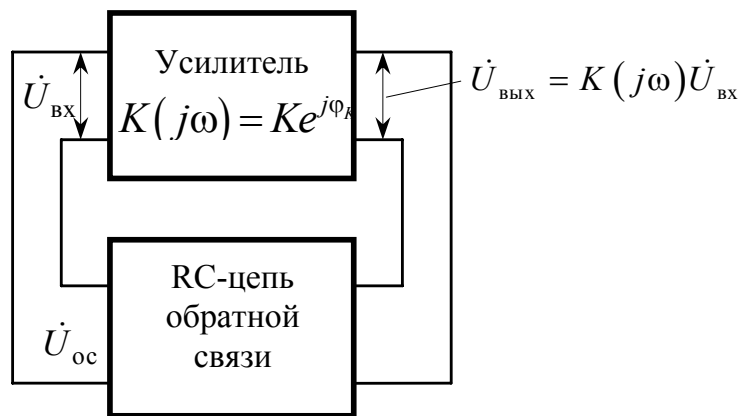 Усилитель
K(jω) = Ke^{jφ_K}
U̇_вх
U̇_вых = K(jω)U̇_вх
RC-цепь
обратной
связи
U̇_ос